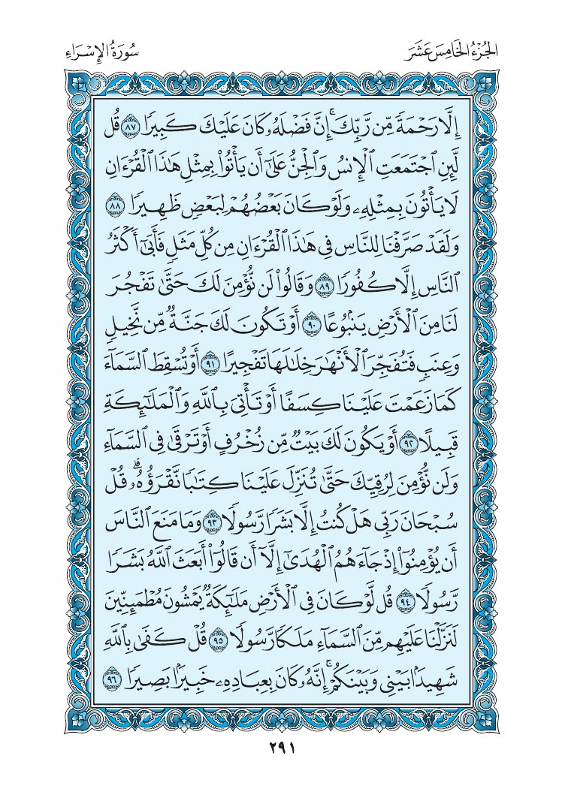 الجُزْءُ الخَامِسَ عَشَرَ
سُورَةُ الإِسْرَاءِ
إِلَّا رَحْمَةً مِّن رَّبِّكَۚ إِنَّ فَضْلَهُۥ كَانَ عَلَيْكَ كَبِيرًا ٨٧ قُل
لَّئِنِ ٱجْتَمَعَتِ ٱلْإِنسُ وَٱلْجِنُّ عَلَىٰٓ أَن يَأْتُوا۟ بِمِثْلِ هَٰذَا ٱلْقُرْءَانِ
لَا يَأْتُونَ بِمِثْلِهِۦ وَلَوْ كَانَ بَعْضُهُمْ لِبَعْضٍ ظَهِيرًا ٨٨
وَلَقَدْ صَرَّفْنَا لِلنَّاسِ فِى هَٰذَا ٱلْقُرْءَانِ مِن كُلِّ مَثَلٍ فَأَبَىٰٓ أَكْثَرُ
ٱلنَّاسِ إِلَّا كُفُورًا ٨٩ وَقَالُوا۟ لَن نُّؤْمِنَ لَكَ حَتَّىٰ تَفْجُرَ
لَنَا مِنَ ٱلْأَرْضِ يَنۢبُوعًا ٩٠ أَوْ تَكُونَ لَكَ جَنَّةٌ مِّن نَّخِيلٍ
وَعِنَبٍ فَتُفَجِّرَ ٱلْأَنْهَٰرَ خِلَٰلَهَا تَفْجِيرًا ٩١ أَوْ تُسْقِطَ ٱلسَّمَآءَ
كَمَا زَعَمْتَ عَلَيْنَا كِسَفًا أَوْ تَأْتِىَ بِٱللَّهِ وَٱلْمَلَٰٓئِكَةِ
قَبِيلًا ٩٢ أَوْ يَكُونَ لَكَ بَيْتٌ مِّن زُخْرُفٍ أَوْ تَرْقَىٰ فِى ٱلسَّمَآءِ
وَلَن نُّؤْمِنَ لِرُقِيِّكَ حَتَّىٰ تُنَزِّلَ عَلَيْنَا كِتَٰبًا نَّقْرَؤُهُۥۗ قُلْ
سُبْحَانَ رَبِّى هَلْ كُنتُ إِلَّا بَشَرًا رَّسُولًا ٩٣ وَمَا مَنَعَ ٱلنَّاسَ
أَن يُؤْمِنُوٓا۟ إِذْ جَآءَهُمُ ٱلْهُدَىٰٓ إِلَّآ أَن قَالُوٓا۟ أَبَعَثَ ٱللَّهُ بَشَرًا
رَّسُولًا ٩٤ قُل لَّوْ كَانَ فِى ٱلْأَرْضِ مَلَٰٓئِكَةٌ يَمْشُونَ مُطْمَئِنِّينَ
لَنَزَّلْنَا عَلَيْهِم مِّنَ ٱلسَّمَآءِ مَلَكًا رَّسُولًا ٩٥ قُلْ كَفَىٰ بِٱللَّهِ
شَهِيدًۢا بَيْنِى وَبَيْنَكُمْۚ إِنَّهُۥ كَانَ بِعِبَادِهِۦ خَبِيرًۢا بَصِيرًا ٩٦
٢٩١